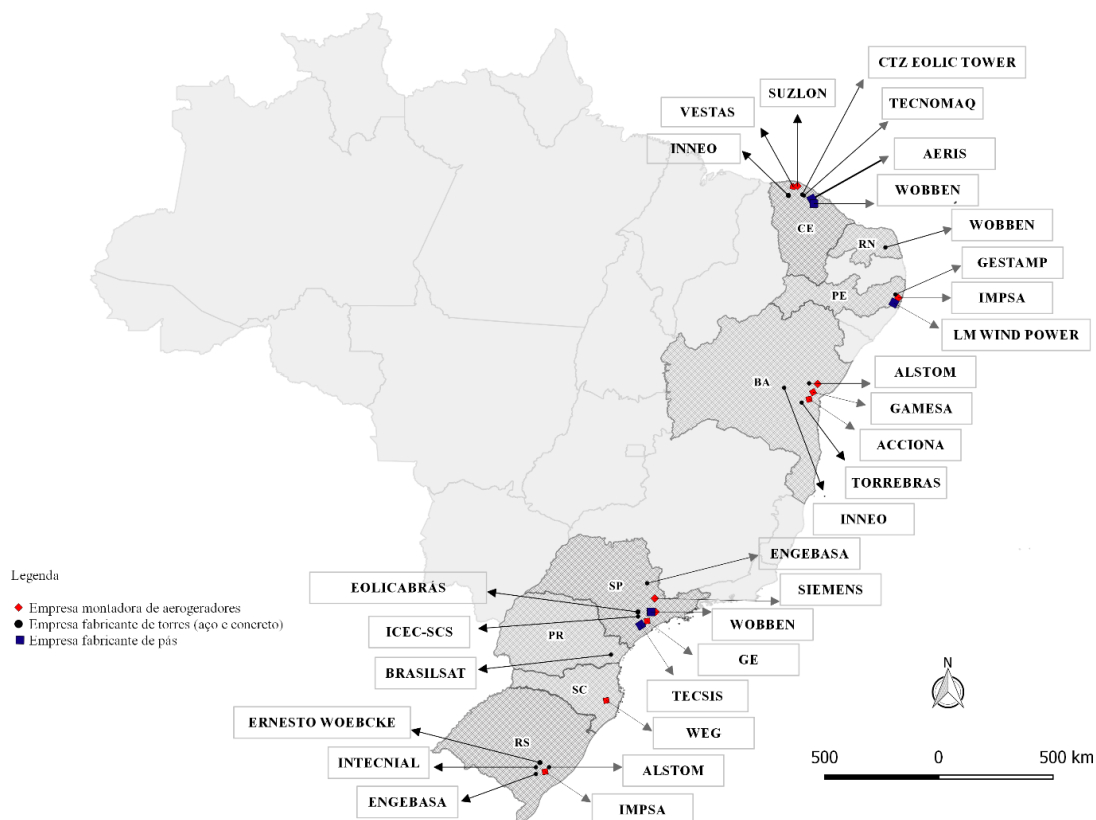 CTZ EOLIC TOWER
SUZLON
TECNOMAQ
VESTAS
INNEO
AERIS
WOBBEN
CE
WOBBEN
RN
GESTAMP
PE
IMPSA
LM WIND POWER
ALSTOM
BA
GAMESA
ACCIONA
TORREBRAS
INNEO
ENGEBASA
EOLICABRÁS
SP
SIEMENS
ICEC-SCS
WOBBEN
PR
GE
BRASILSAT
SC
TECSIS
WEG
ERNESTO WOEBCKE
RS
INTECNIAL
ALSTOM
ENGEBASA
IMPSA
Legenda
Empresa montadora de aerogeradores
Empresa fabricante de torres (aço e concreto)
Empresa fabricante de pás
N
500 0 500 km